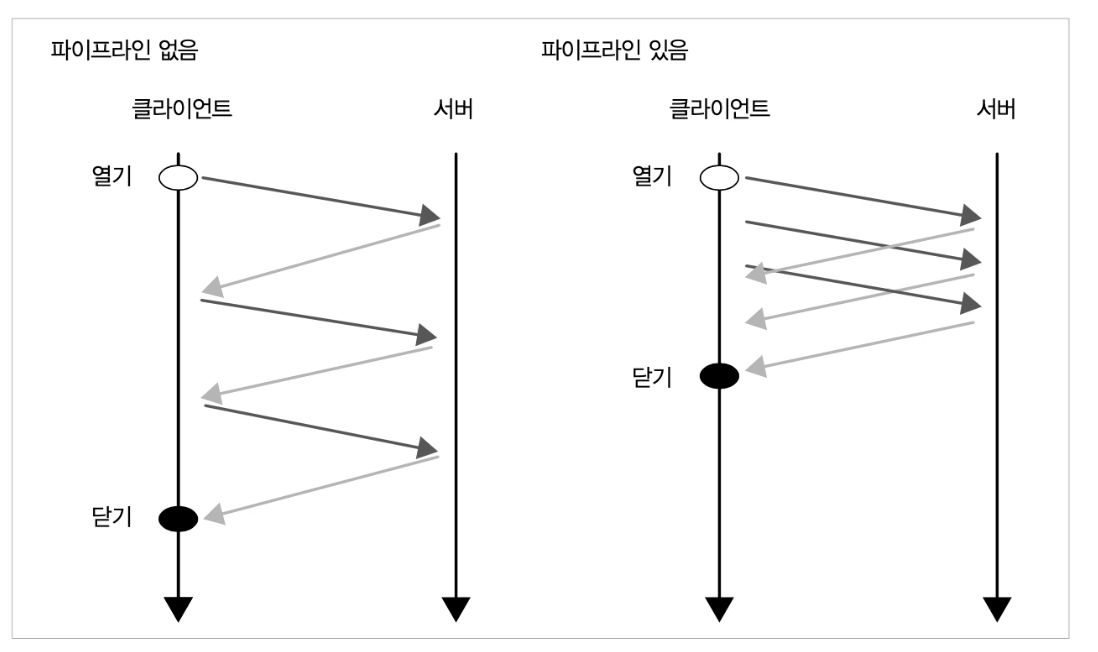 파이프라인 없음
클라이언트 서버
열기
닫기
파이프라인 있음
클라이언트 서버
열기
닫기